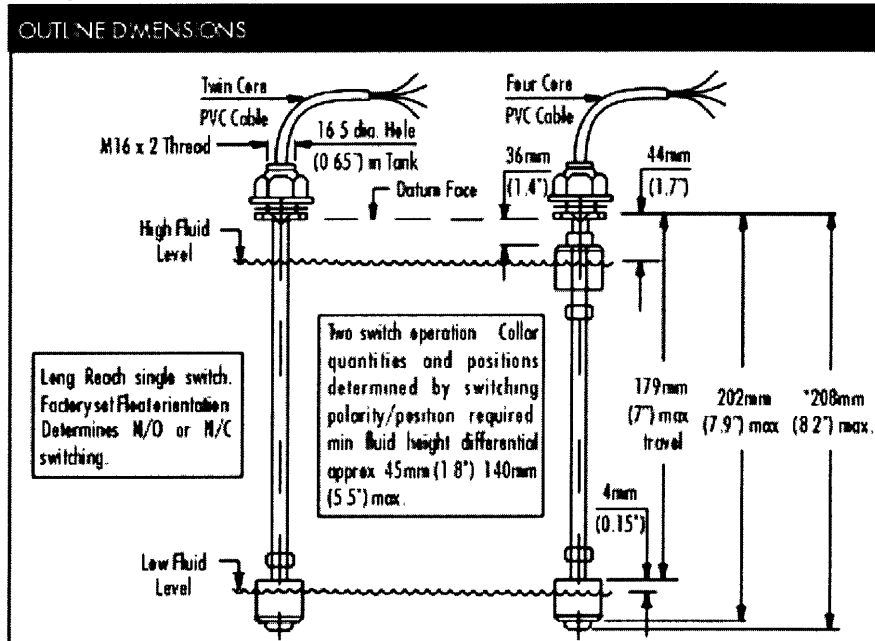 OUTLINE DIMENSIONS
Twin Core
PVC Cable
Four Core
PVC Cable
M16 x 2 Thread
16 5 dia. Hole
(0 65") in Tank
36mm
(1.4")
44mm
(1.7")
Datum Face
High Fluid
Level
Long Reach single switch.
Factory set Float orientation
Determines N/O or N/C
switching.
Two switch operation Collar
quantities and positions
determined by switching
polarity/position required
min fluid height differential
approx 45mm (1 8") 140mm
(5 5") max.
179mm
(7") max
travel
202mm
(7.9") max
*208mm
(8 2") max.
4mm
(0.15")
Low Fluid
Level